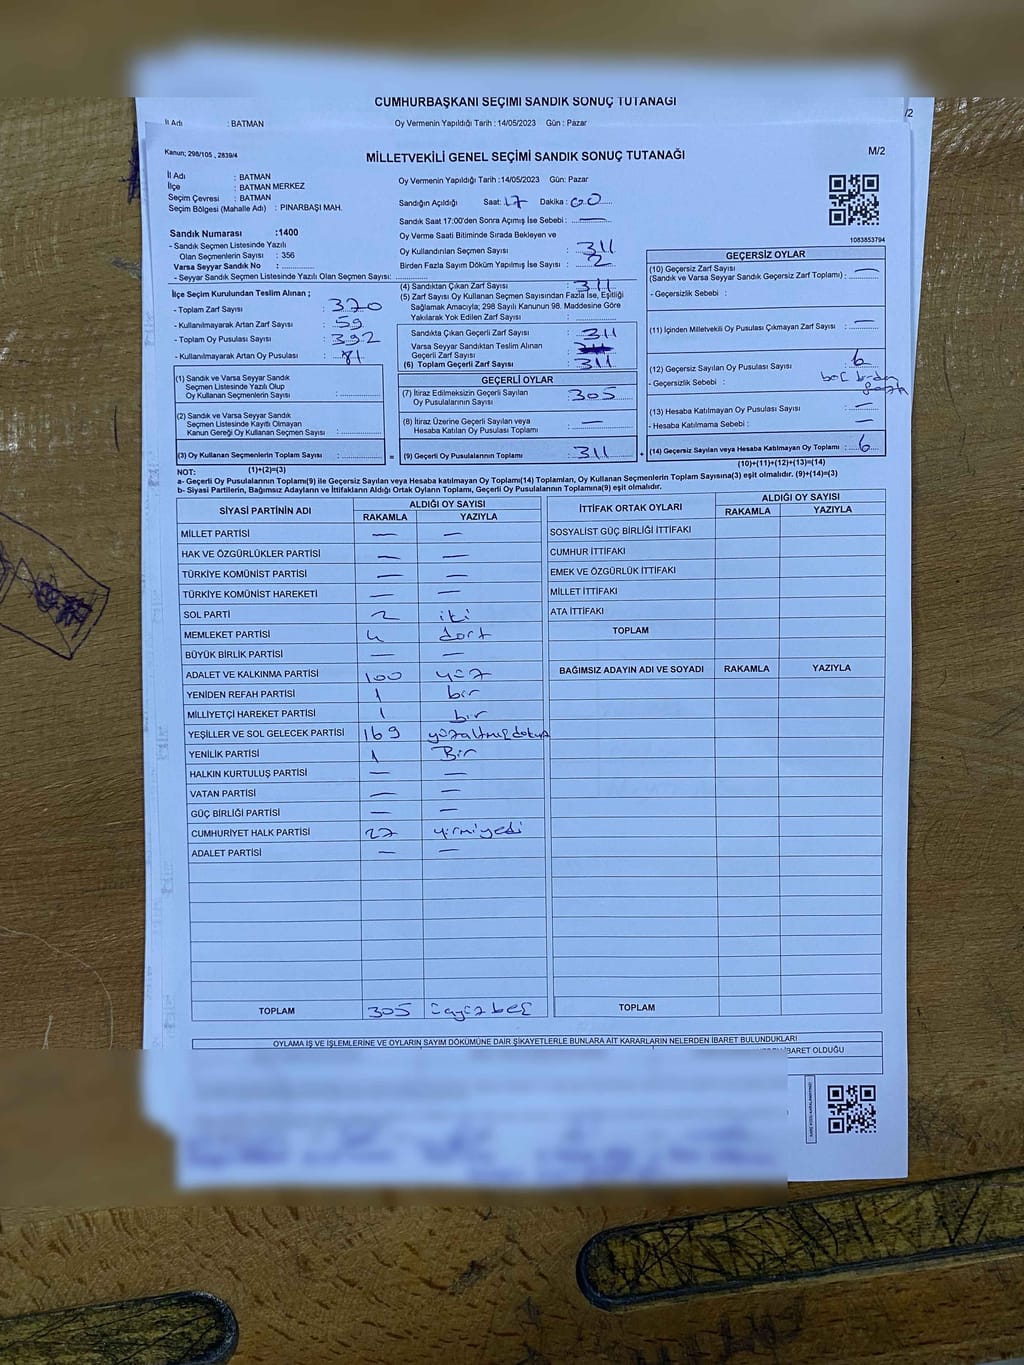 CUMHURBAŞKANI SEÇİMİ SANDIK SONUÇ TUTANAĞI
İl Adı : BATMAN Oy Vermenin Yapıldığı Tarih : 14/05/2023 Gün : Pazar /2
Kanun; 298/105 , 2839/4
MİLLETVEKİLİ GENEL SEÇİMİ SANDIK SONUÇ TUTANAĞI M/2
İl Adı : BATMAN
İlçe : BATMAN MERKEZ
Seçim Çevresi : BATMAN
Seçim Bölgesi (Mahalle Adı) : PINARBAŞI MAH.
Oy Vermenin Yapıldığı Tarih :14/05/2023 Gün: Pazar
Sandığın Açıldığı Saat: 17 Dakika : 00
Sandık Saat 17:00'den Sonra Açımış İse Sebebi : —
Sandık Numarası :1400
- Sandık Seçmen Listesinde Yazılı
Olan Seçmenlerin Sayısı : 356
Varsa Seyyar Sandık No : ............
- Seyyar Sandık Seçmen Listesinde Yazılı Olan Seçmen Sayısı: ............
Oy Verme Saati Bitiminde Sırada Bekleyen ve
Oy Kullandırılan Seçmen Sayısı : 311
Birden Fazla Sayım Döküm Yapılmış İse Sayısı : 2
1083853794
İlçe Seçim Kurulundan Teslim Alınan ;
- Toplam Zarf Sayısı : 370
- Kullanılmayarak Artan Zarf Sayısı : 59
- Toplam Oy Pusulası Sayısı : 392
- Kullanılmayarak Artan Oy Pusulası : 81
(4) Sandıktan Çıkan Zarf Sayısı : 311
(5) Zarf Sayısı Oy Kullanan Seçmen Sayısından Fazla İse, Eşitliği
Sağlamak Amacıyla; 298 Sayılı Kanunun 98. Maddesine Göre
Yakılarak Yok Edilen Zarf Sayısı : ............
Sandıkta Çıkan Geçerli Zarf Sayısı : 311
Varsa Seyyar Sandıktan Teslim Alınan
Geçerli Zarf Sayısı :
(6) Toplam Geçerli Zarf Sayısı : 311
GEÇERSİZ OYLAR
(10) Geçersiz Zarf Sayısı —
(Sandık ve Varsa Seyyar Sandık Geçersiz Zarf Toplamı) : ............
- Geçersizlik Sebebi :
(11) İçinden Milletvekili Oy Pusulası Çıkmayan Zarf Sayısı : —
(12) Geçersiz Sayılan Oy Pusulası Sayısı : 6
- Geçersizlik Sebebi :
(13) Hesaba Katılmayan Oy Pusulası Sayısı : —
- Hesaba Katılmama Sebebi : —
(14) Geçersiz Sayılan veya Hesaba Katılmayan Oy Toplamı : 6
(10)+(11)+(12)+(13)=(14)
(1) Sandık ve Varsa Seyyar Sandık
Seçmen Listesinde Yazılı Olup
Oy Kullanan Seçmenlerin Sayısı : ............
(2) Sandık ve Varsa Seyyar Sandık
Seçmen Listesinde Kayıtlı Olmayan
Kanun Gereği Oy Kullanan Seçmen Sayısı : ............
(3) Oy Kullanan Seçmenlerin Toplam Sayısı : ............ =
(1)+(2)=(3)
GEÇERLİ OYLAR
(7) İtiraz Edilmeksizin Geçerli Sayılan
Oy Pusulalarının Sayısı : 305
(8) İtiraz Üzerine Geçerli Sayılan veya
Hesaba Katılan Oy Pusulası Toplamı : —
(9) Geçerli Oy Pusulalarının Toplamı : 311 +
NOT:
a- Geçerli Oy Pusulalarının Toplamı(9) ile Geçersiz Sayılan veya Hesaba katılmayan Oy Toplamı(14) Toplamları, Oy Kullanan Seçmenlerin Toplam Sayısına(3) eşit olmalıdır. (9)+(14)=(3)
b- Siyasi Partilerin, Bağımsız Adayların ve İttifakların Aldığı Ortak Oyların Toplamı, Geçerli Oy Pusulalarının Toplamına(9) eşit olmalıdır.
SİYASİ PARTİNİN ADI ALDIĞI OY SAYISI
RAKAMLA YAZIYLA
MİLLET PARTİSİ — —
HAK VE ÖZGÜRLÜKLER PARTİSİ — —
TÜRKİYE KOMÜNİST PARTİSİ — —
TÜRKİYE KOMÜNİST HAREKETİ — —
SOL PARTİ 2 iki
MEMLEKET PARTİSİ 4 dört
BÜYÜK BİRLİK PARTİSİ — —
ADALET VE KALKINMA PARTİSİ 100 yüz
YENİDEN REFAH PARTİSİ 1 bir
MİLLİYETÇİ HAREKET PARTİSİ 1 bir
YEŞİLLER VE SOL GELECEK PARTİSİ 169 yüzaltmışdokuz
YENİLİK PARTİSİ 1 Bir
HALKIN KURTULUŞ PARTİSİ — —
VATAN PARTİSİ — —
GÜÇ BİRLİĞİ PARTİSİ — —
CUMHURİYET HALK PARTİSİ 27 yirmiyedi
ADALET PARTİSİ — —
TOPLAM 305 üçyüzbeş
İTTİFAK ORTAK OYLARI ALDIĞI OY SAYISI
RAKAMLA YAZIYLA
SOSYALİST GÜÇ BİRLİĞİ İTTİFAKI
CUMHUR İTTİFAKI
EMEK VE ÖZGÜRLÜK İTTİFAKI
MİLLET İTTİFAKI
ATA İTTİFAKI
TOPLAM
BAĞIMSIZ ADAYIN ADI VE SOYADI RAKAMLA YAZIYLA
TOPLAM
OYLAMA İŞ VE İŞLEMLERİNE VE OYLARIN SAYIM DÖKÜMÜNE DAİR ŞİKAYETLERLE BUNLARA AİT KARARLARIN NELERDEN İBARET BULUNDUKLARI
İBARET OLDUĞU